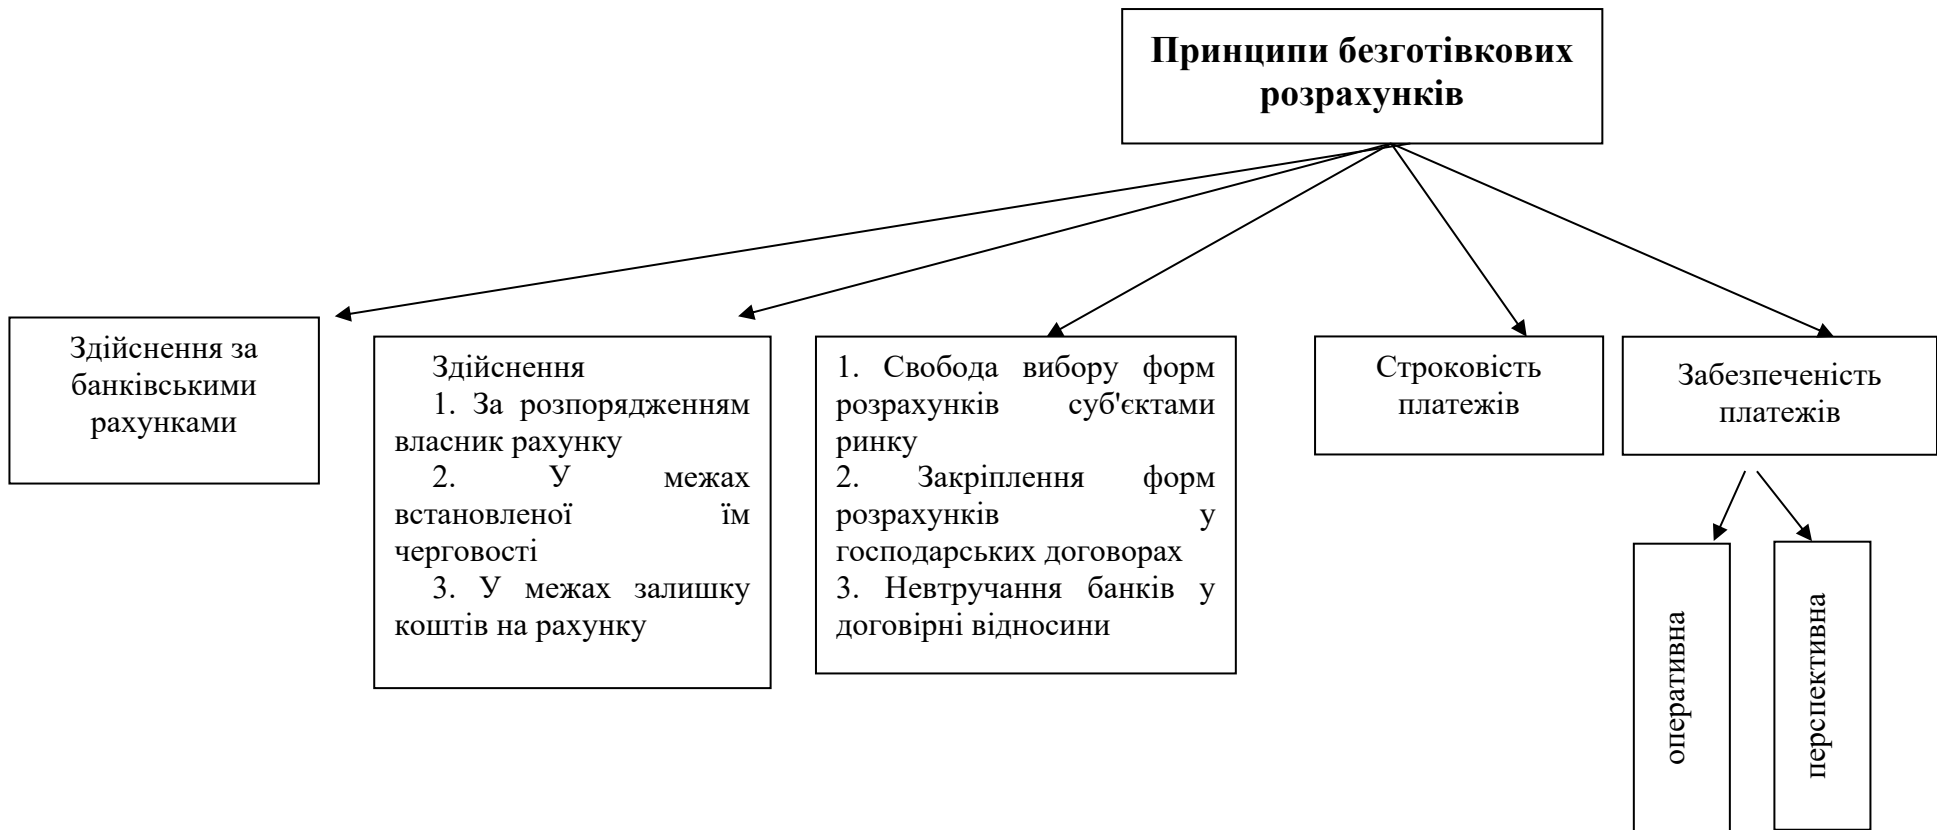 Принципи безготівкових
розрахунків
Здійснення за
банківськими
рахунками
Здійснення
1. За розпорядженням
власник рахунку
2. У межах
встановленої їм
черговості
3. У межах залишку
коштів на рахунку
1. Свобода вибору форм
розрахунків суб'єктами
ринку
2. Закріплення форм
розрахунків у
господарських договорах
3. Невтручання банків у
договірні відносини
Строковість
платежів
Забезпеченість
платежів
оперативна
перспективна